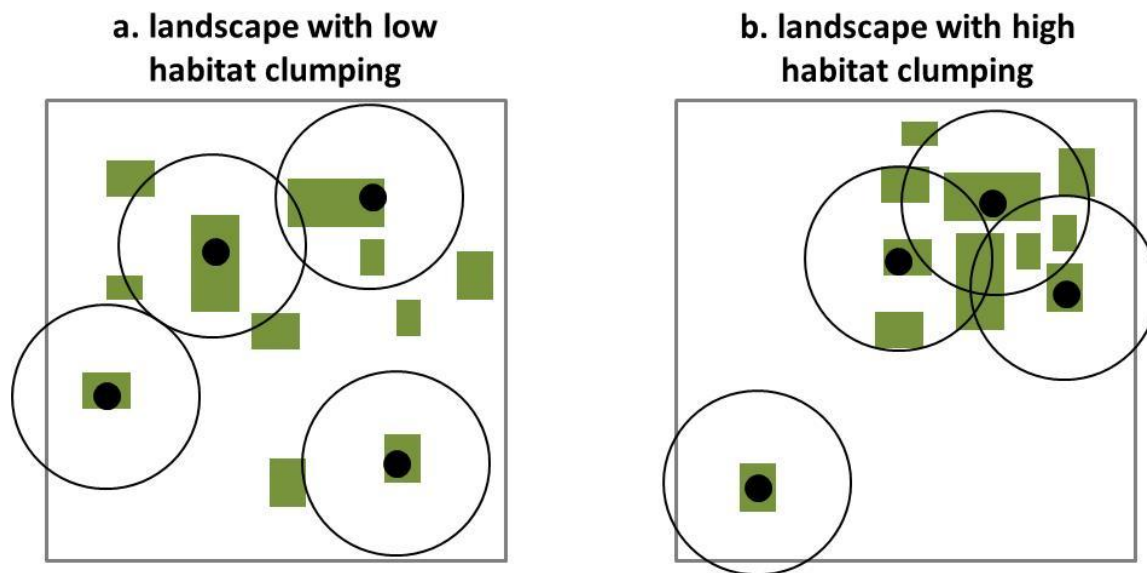 a. landscape with low
habitat clumping
b. landscape with high
habitat clumping